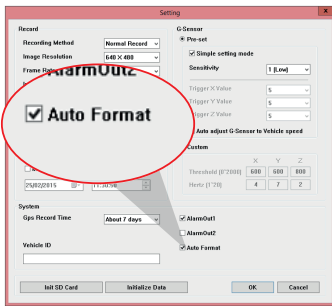 Setting
x
Record
Recording Method
Normal Record
Image Resolution
640 X 480
Frame Rate
AlarmOut2
Auto Format
25/02/2015
System
Gps Record Time
About 7 days
Vehicle ID
G-Sensor
Pre-set
Simple setting mode
Sensitivity
1 (Low)
Trigger X Value
5
Trigger Y Value
5
Trigger Z Value
5
Auto adjust G-Sensor to Vehicle speed
Custom
X Y Z
Threshold (0~2000) 600 600 800
Hertz (1~20) 4 7 2
AlarmOut1
AlarmOut2
Auto Format
Init SD Card
Initialize Data
OK
Cancel